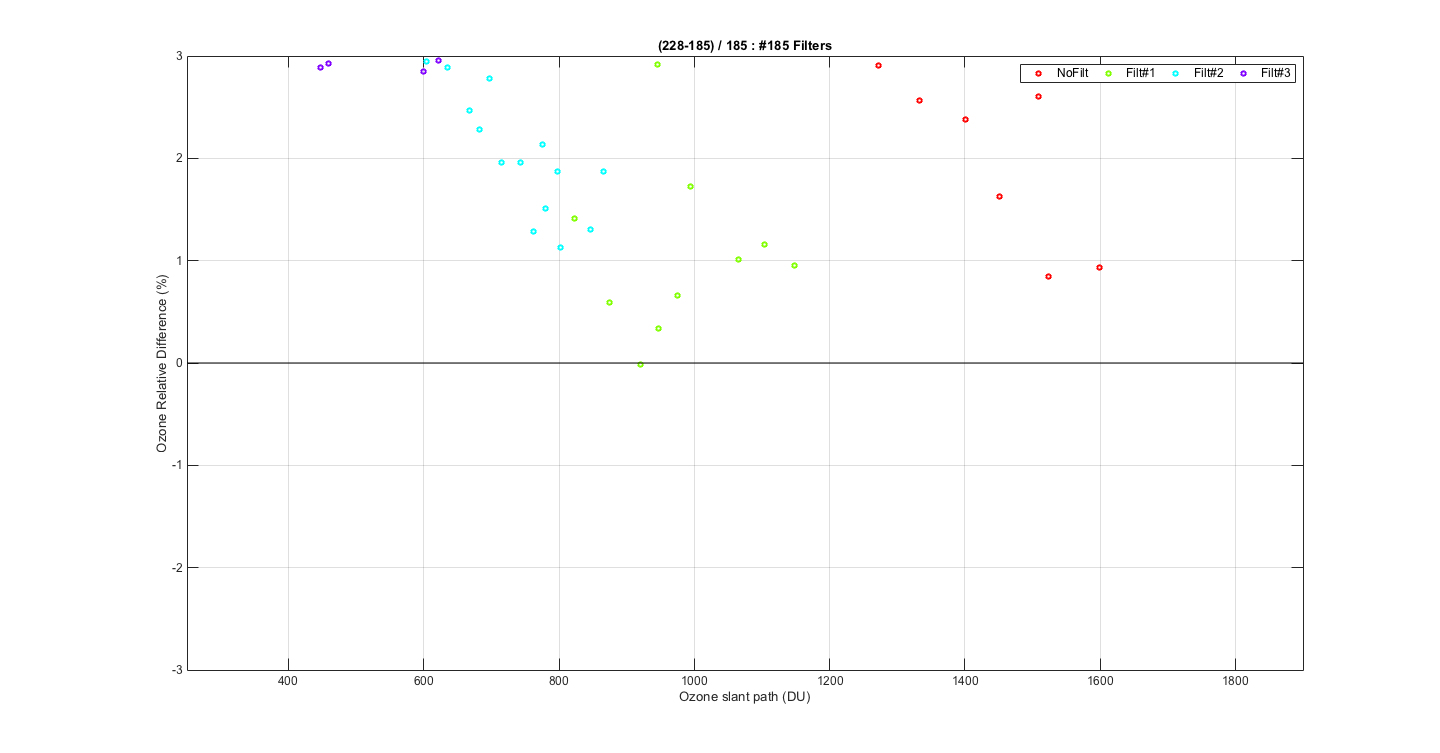 (228-185) / 185 : #185 Filters
NoFilt Filt#1 Filt#2 Filt#3
3
2
1
0
-1
-2
-3
Ozone Relative Difference (%)
400 600 800 1000 1200 1400 1600 1800
Ozone slant path (DU)